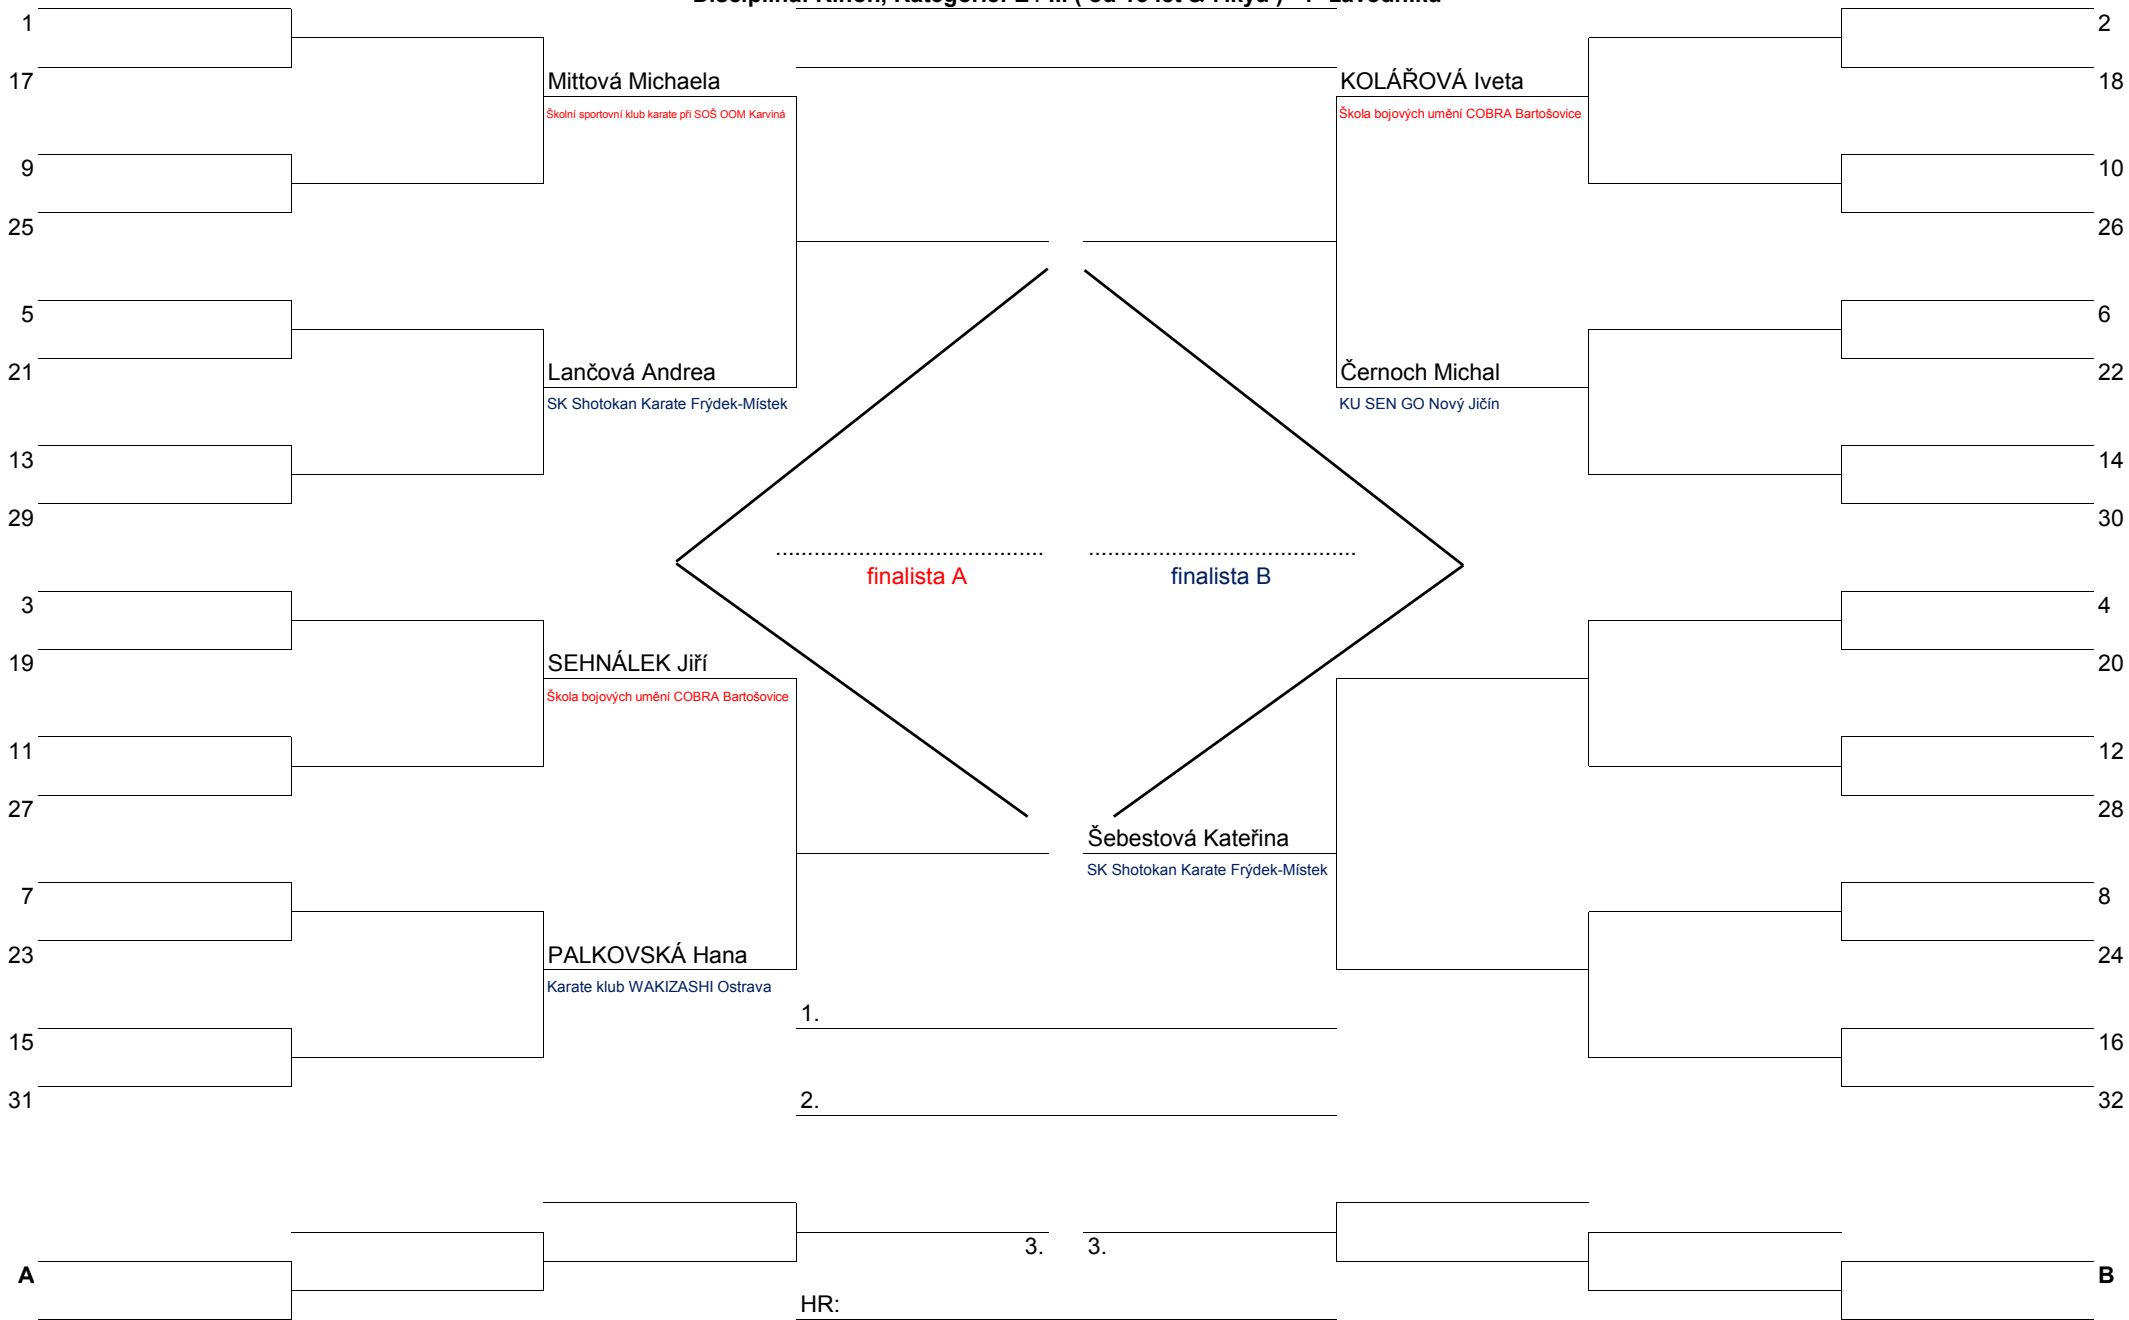 1
2
17
Mittová Michaela
KOLÁŘOVÁ Iveta
18
Školní sportovní klub karate při SOŠ OOM Karviná
Škola bojových umění COBRA Bartošovice
9
10
25
26
5
6
21
Lančová Andrea
Černoch Michal
22
SK Shotokan Karate Frýdek-Místek
KU SEN GO Nový Jičín
13
14
29
30
.......................................... ..........................................
finalista A
finalista B
3
4
19
SEHNÁLEK Jiří
20
Škola bojových umění COBRA Bartošovice
11
12
27
28
Šebestová Kateřina
SK Shotokan Karate Frýdek-Místek
7
8
23
PALKOVSKÁ Hana
24
Karate klub WAKIZASHI Ostrava
1.
15
16
31
2.
32
3.
3.
A
B
HR: